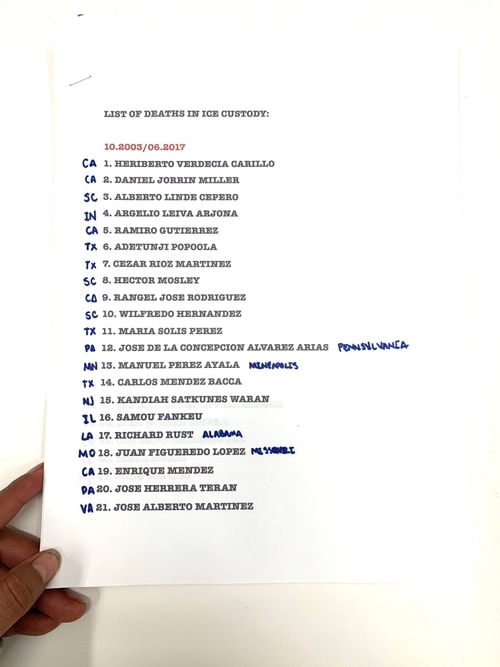 LIST OF DEATHS IN ICE CUSTODY:
10.2003/06.2017
CA 1. HERIBERTO VERDECIA CARILLO
CA 2. DANIEL JORRIN MILLER
SC 3. ALBERTO LINDE CEPERO
IN 4. ARGELIO LEIVA ARJONA
CA 5. RAMIRO GUTIERREZ
TX 6. ADETUNJI POPOOLA
TX 7. CEZAR RIOZ MARTINEZ
SC 8. HECTOR MOSLEY
CA 9. RANGEL JOSE RODRIGUEZ
SC 10. WILFREDO HERNANDEZ
TX 11. MARIA SOLIS PEREZ
PA 12. JOSE DE LA CONCEPCION ALVAREZ ARIAS PENNSYLVANIA
MN 13. MANUEL PEREZ AYALA MINEAPOLIS
TX 14. CARLOS MENDEZ BACCA
NJ 15. KANDIAH SATKUNES WARAN
IL 16. SAMOU FANKEU
LA 17. RICHARD RUST ALABAMA
MO 18. JUAN FIGUEREDO LOPEZ MISSOURI
CA 19. ENRIQUE MENDEZ
PA 20. JOSE HERRERA TERAN
VA 21. JOSE ALBERTO MARTINEZ